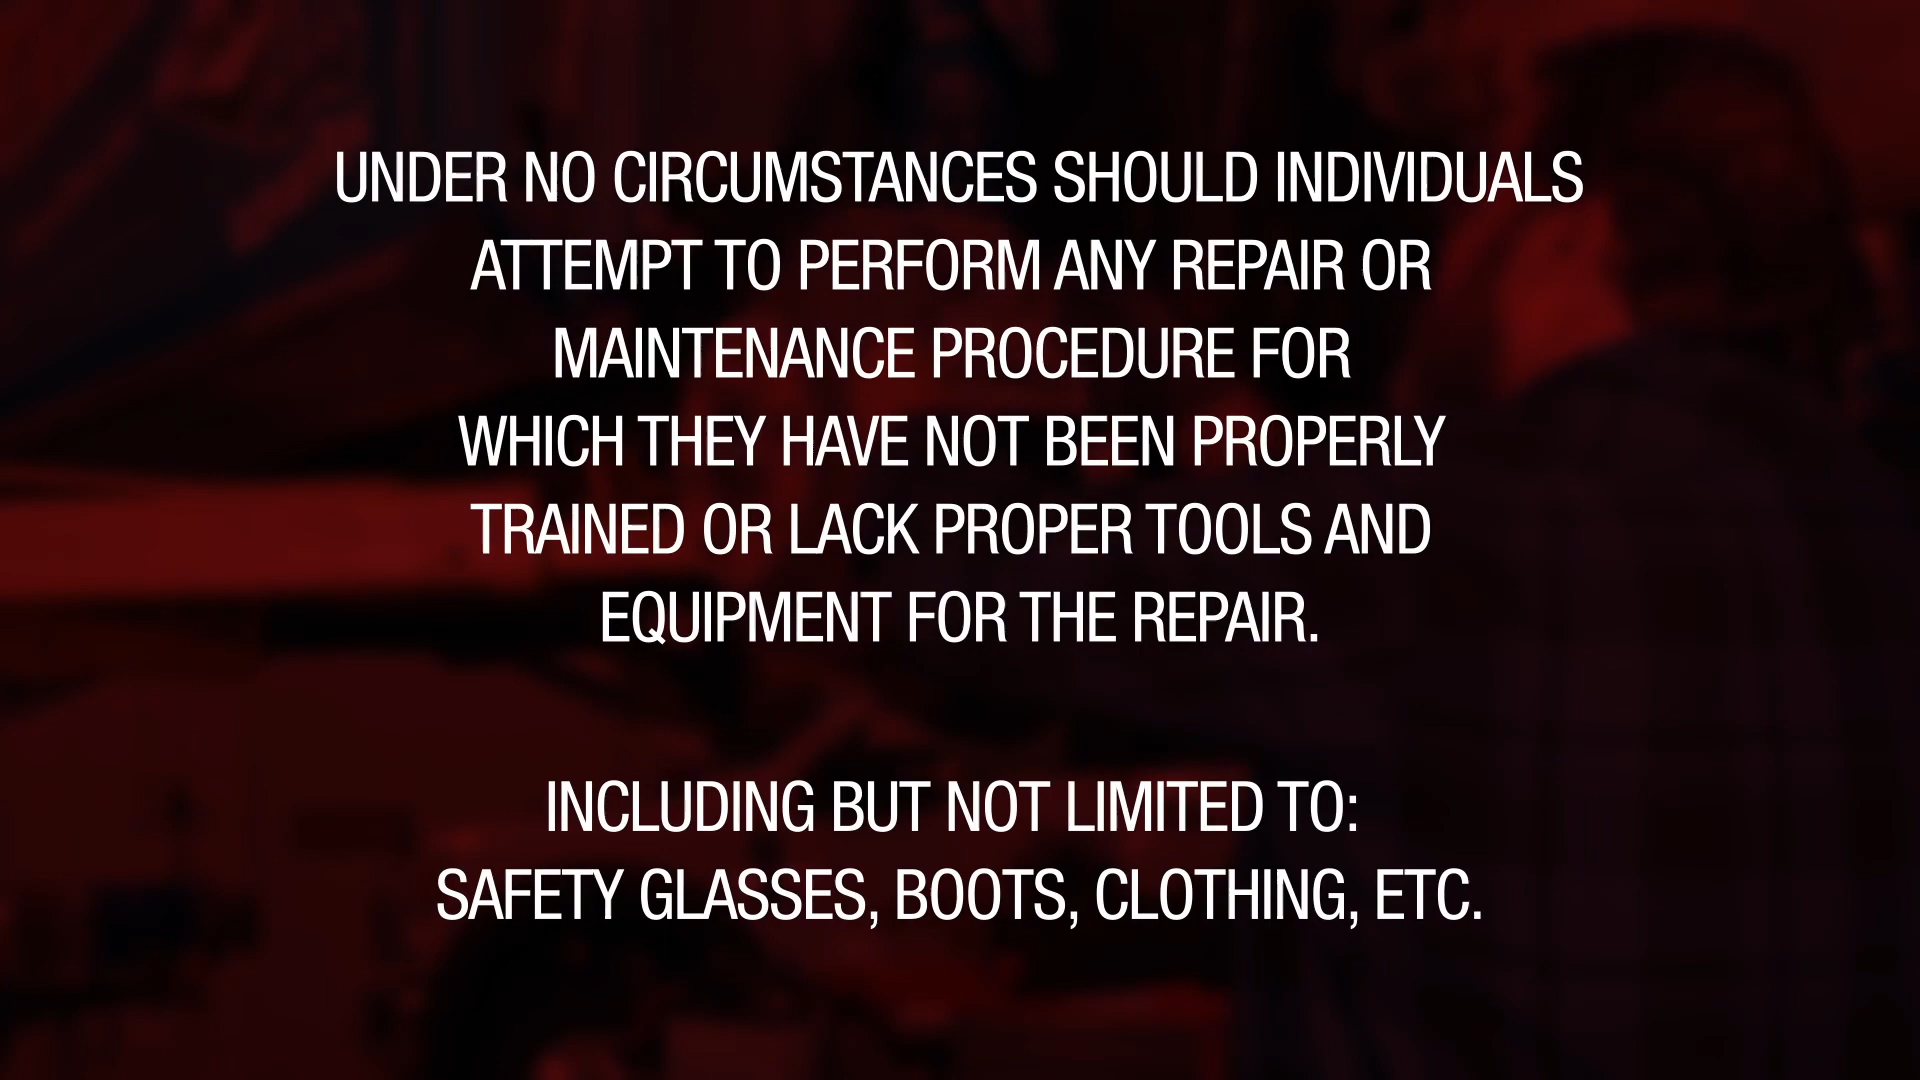 UNDER NO CIRCUMSTANCES SHOULD INDIVIDUALS
ATTEMPT TO PERFORM ANY REPAIR OR
MAINTENANCE PROCEDURE FOR
WHICH THEY HAVE NOT BEEN PROPERLY
TRAINED OR LACK PROPER TOOLS AND
EQUIPMENT FOR THE REPAIR.
INCLUDING BUT NOT LIMITED TO:
SAFETY GLASSES, BOOTS, CLOTHING, ETC.